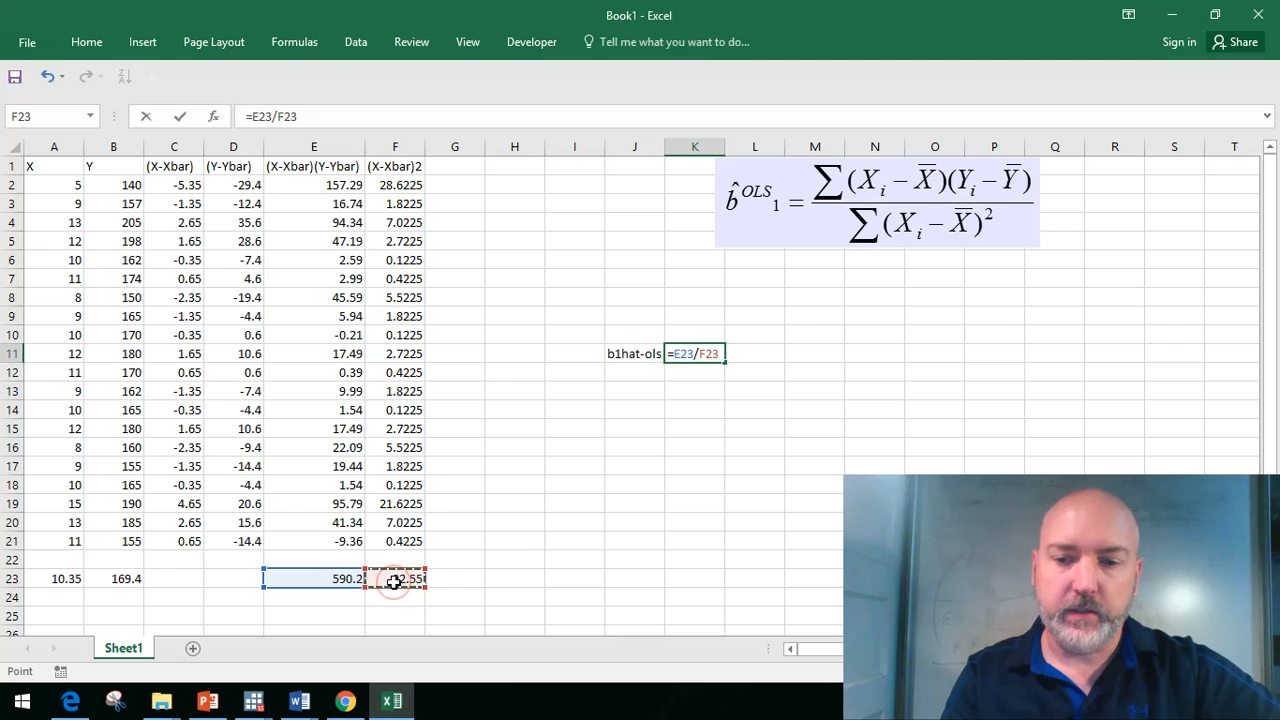 Book1 - Excel
File Home Insert Page Layout Formulas Data Review View Developer Tell me what you want to do... Sign in Share
F23 fx =E23/F23
A B C D E F G H I J K L M N O P Q R S T
1 X Y (X-Xbar) (Y-Ybar) (X-Xbar)(Y-Ybar) (X-Xbar)2
2 5 140 -5.35 -29.4 157.29 28.6225
3 9 157 -1.35 -12.4 16.74 1.8225
4 13 205 2.65 35.6 94.34 7.0225
5 12 198 1.65 28.6 47.19 2.7225
6 10 162 -0.35 -7.4 2.59 0.1225
7 11 174 0.65 4.6 2.99 0.4225
8 8 150 -2.35 -19.4 45.59 5.5225
9 9 165 -1.35 -4.4 5.94 1.8225
10 10 170 -0.35 0.6 -0.21 0.1225
11 12 180 1.65 10.6 17.49 2.7225 b1hat-ols =E23/F23
12 11 170 0.65 0.6 0.39 0.4225
13 9 162 -1.35 -7.4 9.99 1.8225
14 10 165 -0.35 -4.4 1.54 0.1225
15 12 180 1.65 10.6 17.49 2.7225
16 8 160 -2.35 -9.4 22.09 5.5225
17 9 155 -1.35 -14.4 19.44 1.8225
18 10 165 -0.35 -4.4 1.54 0.1225
19 15 190 4.65 20.6 95.79 21.6225
20 13 185 2.65 15.6 41.34 7.0225
21 11 155 0.65 -14.4 -9.36 0.4225
22
23 10.35 169.4 590.2
24
25
26
b̂^OLS_1 = ∑(X_i − X̅)(Y_i − Y̅) / ∑(X_i − X̅)^2
Sheet1
Point